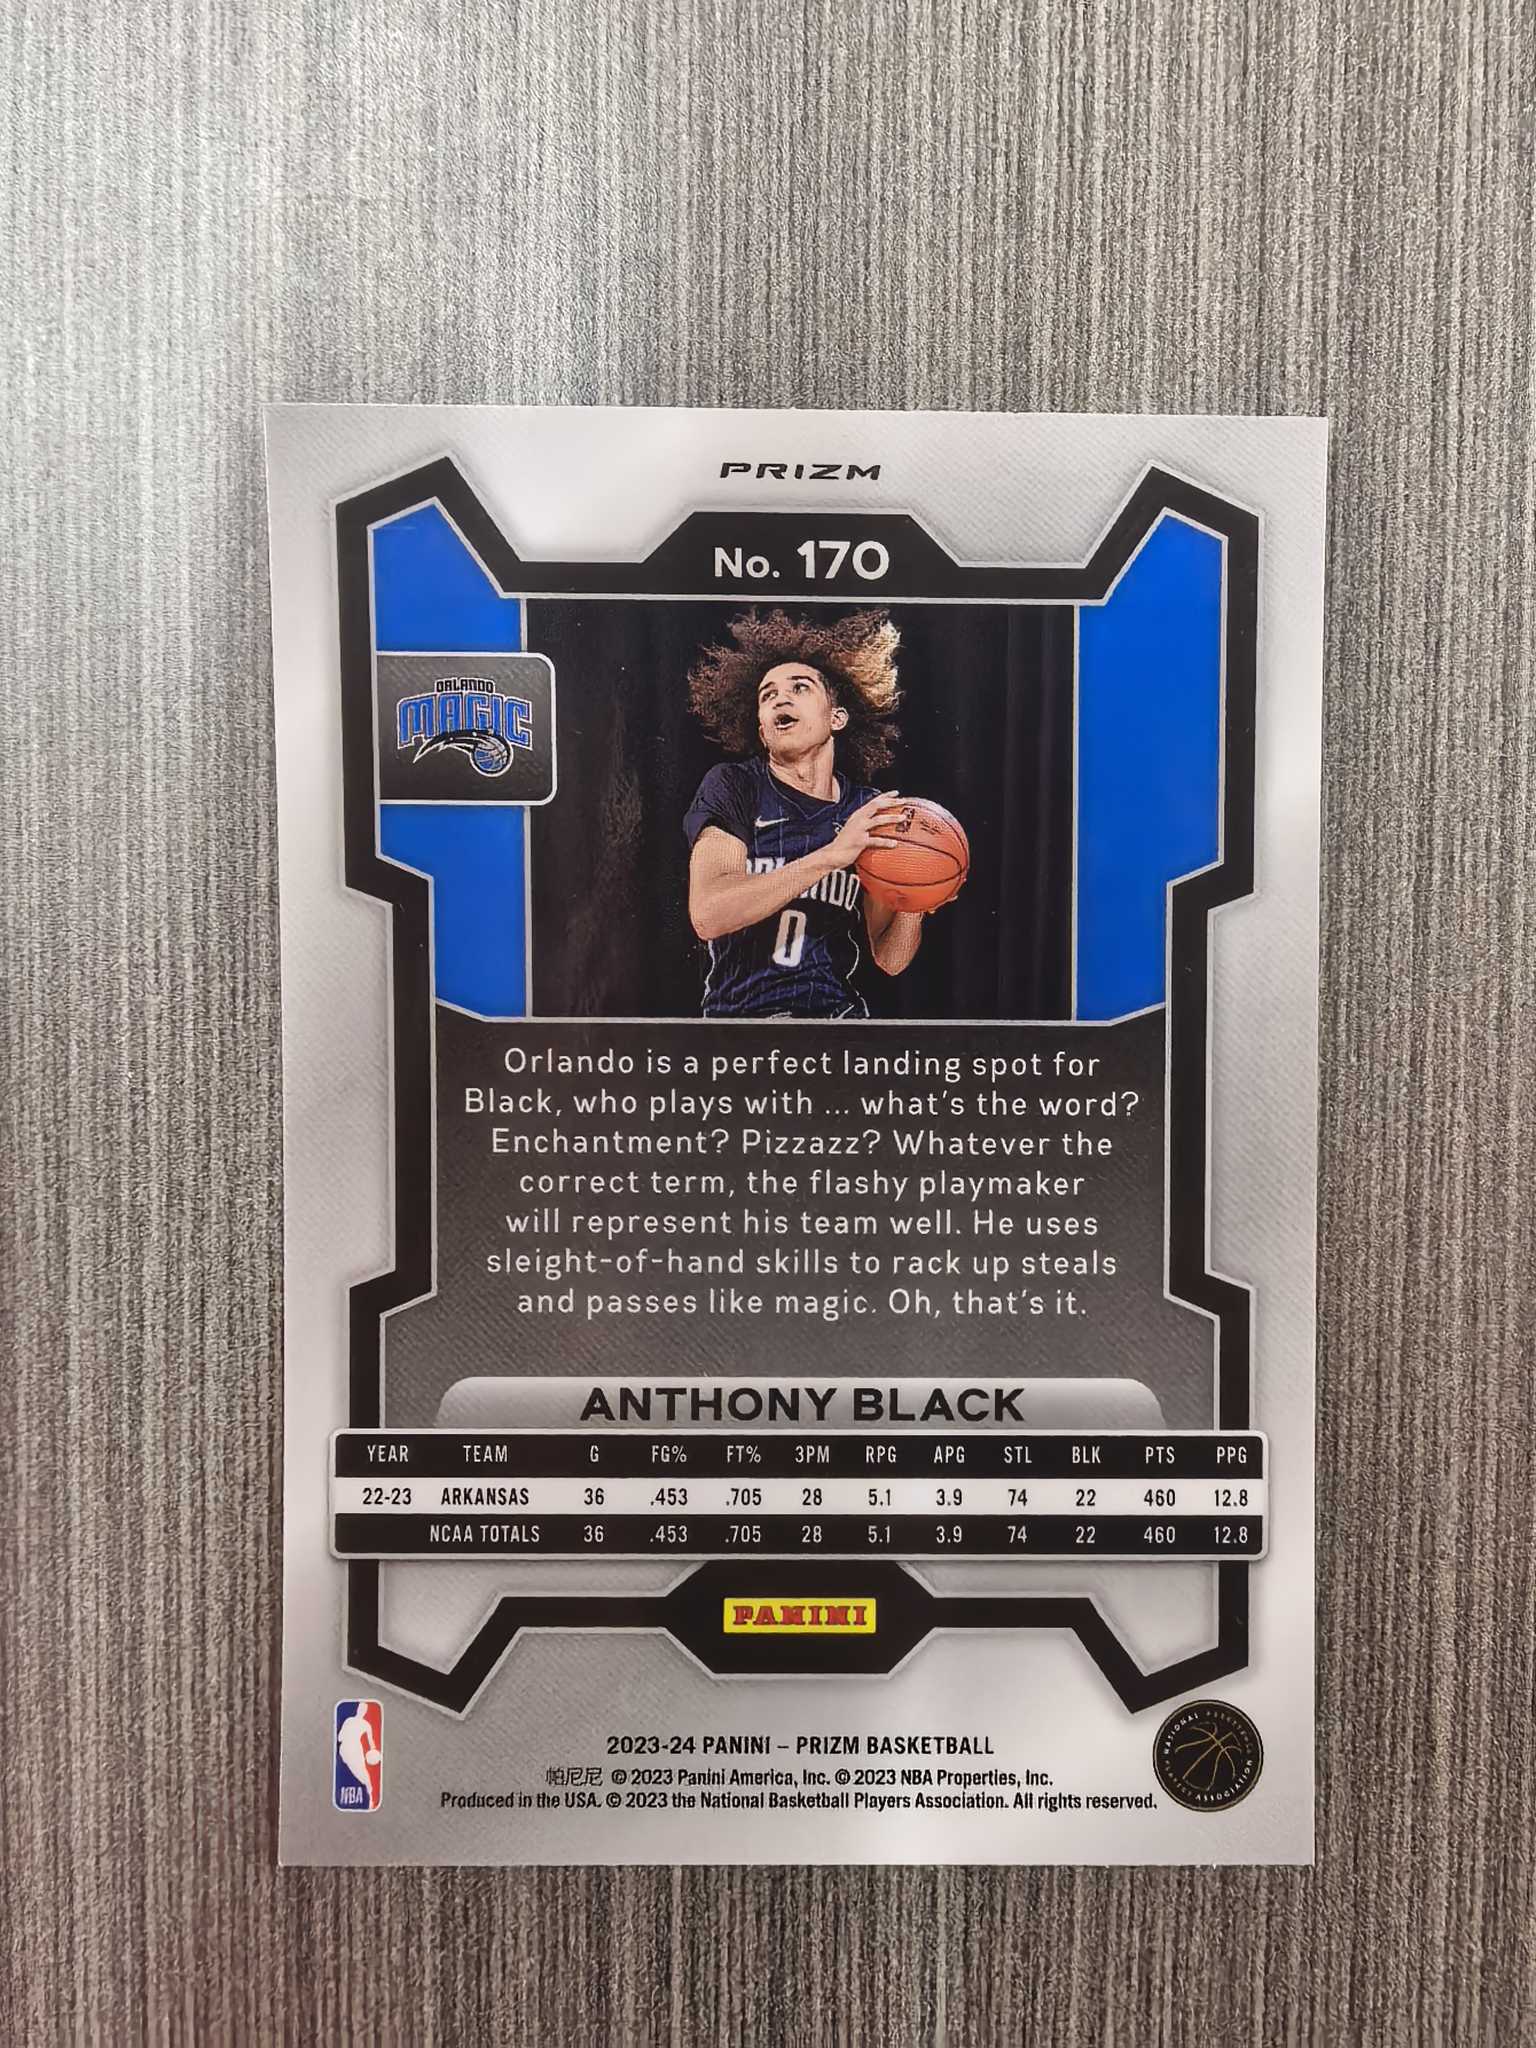 PRIZM
No. 170
ORLANDO
MAGIC
ORLANDO
0
Orlando is a perfect landing spot for
Black, who plays with ... what's the word?
Enchantment? Pizzazz? Whatever the
correct term, the flashy playmaker
will represent his team well. He uses
sleight-of-hand skills to rack up steals
and passes like magic. Oh, that's it.
ANTHONY BLACK
YEAR TEAM G FG% FT% 3PM RPG APG STL BLK PTS PPG
22-23 ARKANSAS 36 .453 .705 28 5.1 3.9 74 22 460 12.8
NCAA TOTALS 36 .453 .705 28 5.1 3.9 74 22 460 12.8
PANINI
NBA
2023-24 PANINI – PRIZM BASKETBALL
帕尼尼 © 2023 Panini America, Inc. © 2023 NBA Properties, Inc.
Produced in the USA. © 2023 the National Basketball Players Association. All rights reserved.
NATIONAL BASKETBALL
PLAYERS ASSOCIATION